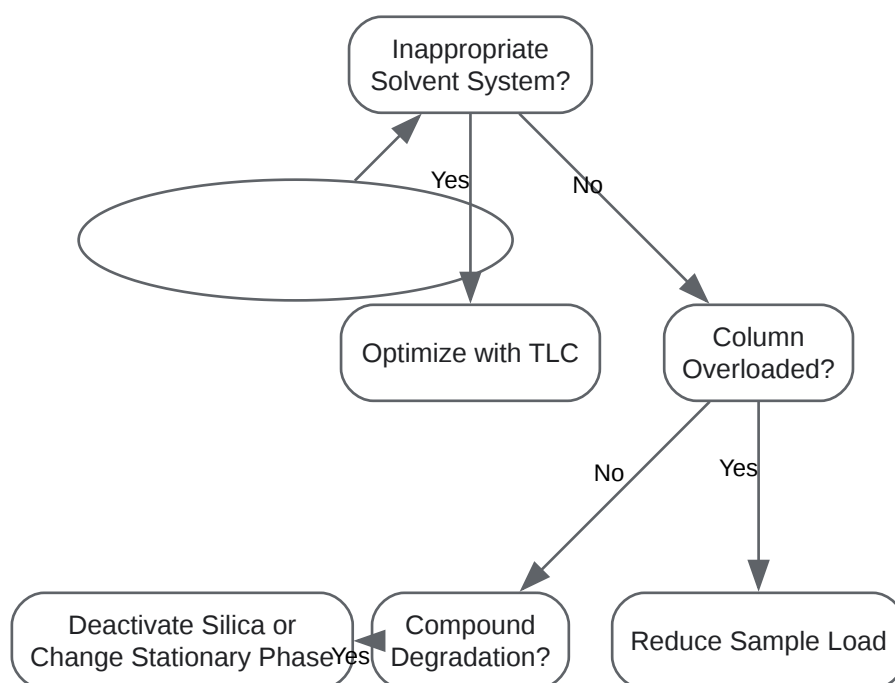 Inappropriate
Solvent System?
Yes
No
Optimize with TLC
Column
Overloaded?
No
Yes
Deactivate Silica or
Change Stationary Phase
Yes
Compound
Degradation?
Reduce Sample Load